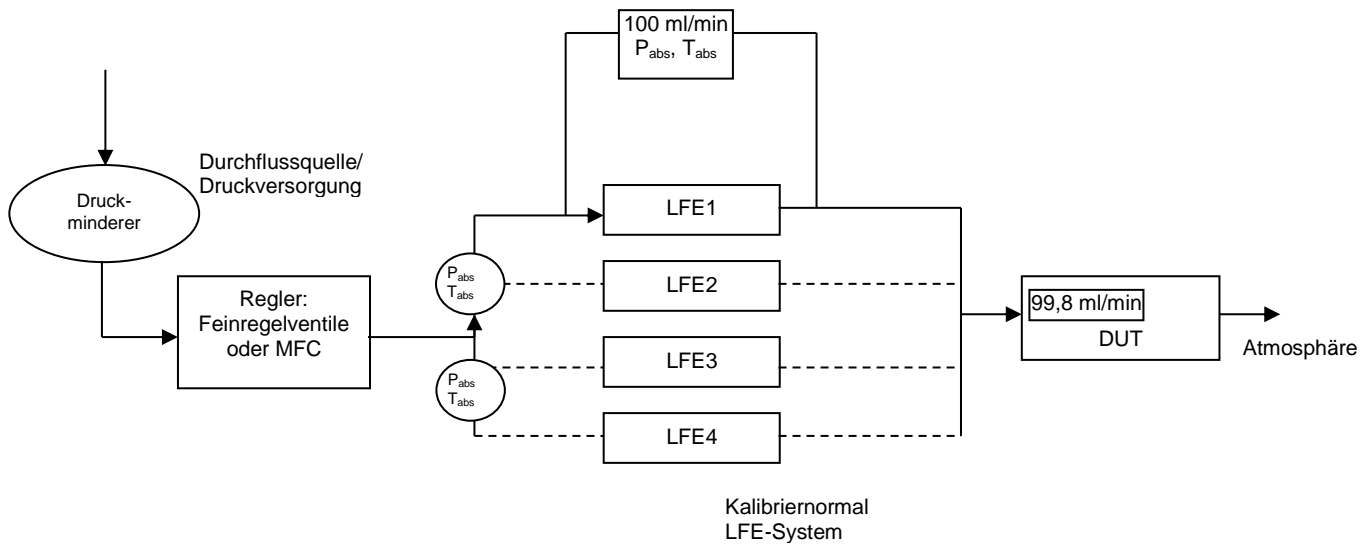 100 ml/min
Pabs, Tabs
Durchflussquelle/
Druckversorgung
Druck-
minderer
LFE1
Pabs
Tabs
LFE2
Regler:
Feinregelventile
oder MFC
99,8 ml/min
DUT
Atmosphäre
LFE3
Pabs
Tabs
LFE4
Kalibriernormal
LFE-System